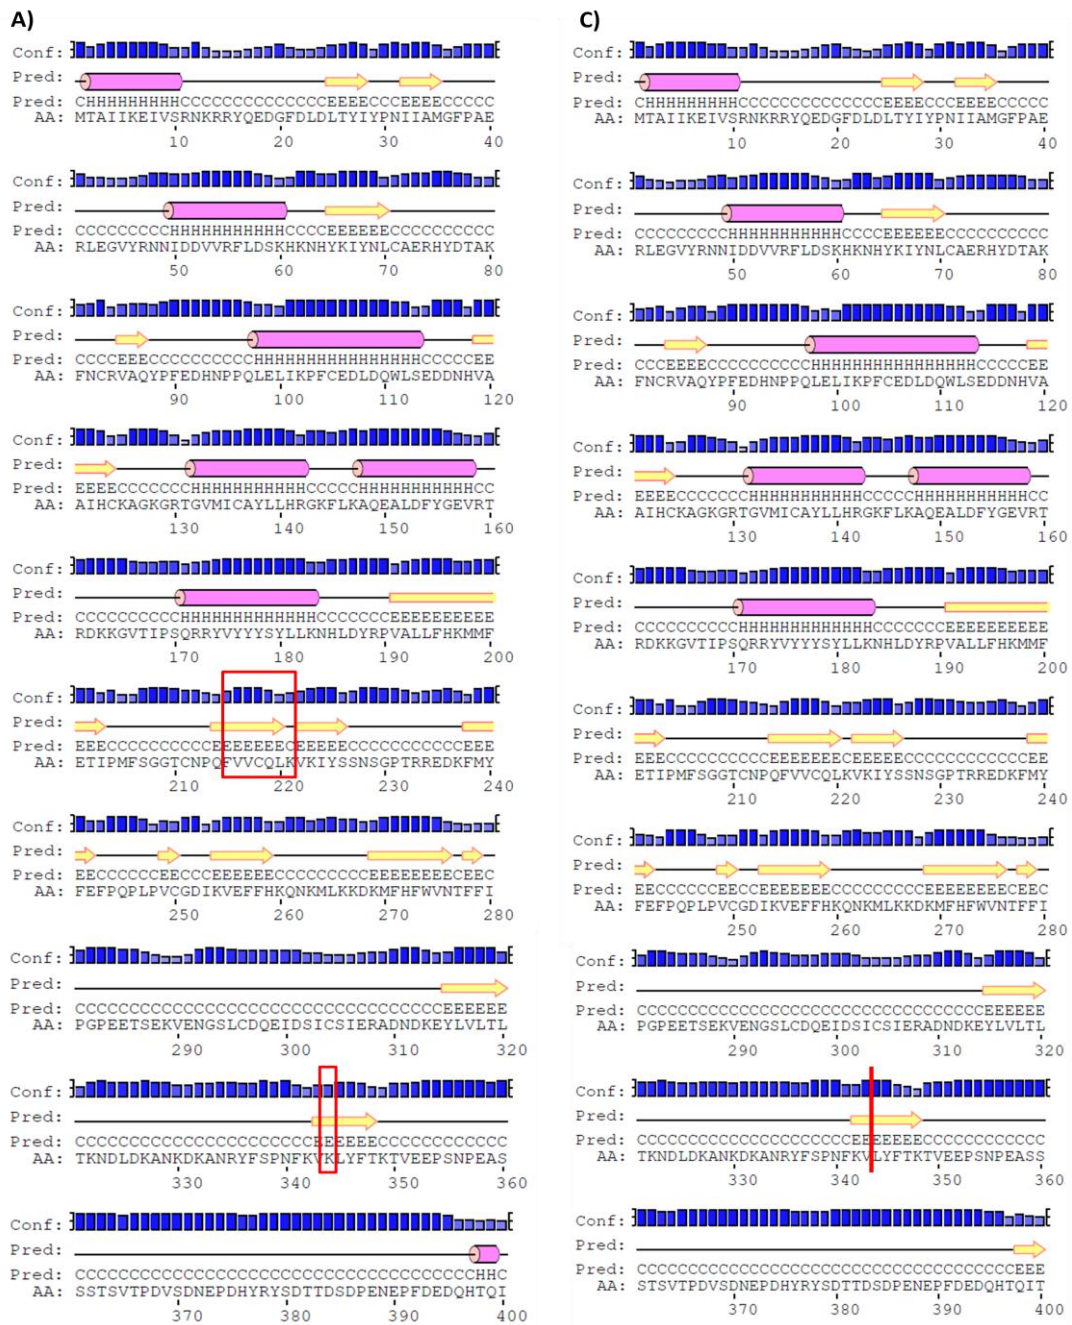 A)
Conf:
Pred:
Pred: CHHHHHHHHHCCCCCCCCCCCCCCEEEECCCEEEECCCCC
AA: MTAIIKEIVSRNKRRYQEDGFDLDLTYIYPNIIAMGFPAE
10 20 30 40
Conf:
Pred:
Pred: CCCCCCCCCHHHHHHHHHHHCCCCEEEEEECCCCCCCCCC
AA: RLEGVYRNNIDDVVRFLDSKHKNHYKIYNLCAERHYDTAK
50 60 70 80
Conf:
Pred:
Pred: CCCCEEECCCCCCCCCCHHHHHHHHHHHHHHHHCCCCCEE
AA: FNCRVAQYPFEDHNPPQLELIKPFCEDLDQWLSEDDNHVA
90 100 110 120
Conf:
Pred:
Pred: EEEECCCCCCCHHHHHHHHHHHCCCCCHHHHHHHHHHHCC
AA: AIHCKAGKGRTGVMICAYLLHRGKFLKAQEALDFYGEVRT
130 140 150 160
Conf:
Pred:
Pred: CCCCCCCCCCHHHHHHHHHHHHHCCCCCCCEEEEEEEEEE
AA: RDKKGVTIPSQRRYVYYYSYLLKNHLDYRPVALLFHKMMF
170 180 190 200
Conf:
Pred:
Pred: EEECCCCCCCCCCEEEEEEECEEEEECCCCCCCCCCCEEE
AA: ETIPMFSGGTCNPQFVVCQLKVKIYSSNSGPTRREDKFMY
210 220 230 240
Conf:
Pred:
Pred: EECCCCCCEECCCEEEEEECCCCCCCCCEEEEEEEECEEC
AA: FEFPQPLPVCGDIKVEFFHKQNKMLKKDKMFHFWVNTFFI
250 260 270 280
Conf:
Pred:
Pred: CCCCCCCCCCCCCCCCCCCCCCCCCCCCCCCCCCEEEEEE
AA: PGPEETSEKVENGSLCDQEIDSICSIERADNDKEYLVLTL
290 300 310 320
Conf:
Pred:
Pred: CCCCCCCCCCCCCCCCCCCCCCEEEEEECCCCCCCCCCCC
AA: TKNDLDKANKDKANRYFSPNFKVKLYFTKTVEEPSNPEAS
330 340 350 360
Conf:
Pred:
Pred: CCCCCCCCCCCCCCCCCCCCCCCCCCCCCCCCCCCCCHHC
AA: SSTSVTPDVSDNEPDHYRYSDTTDSDPENEPFDEDQHTQI
370 380 390 400
C)
Conf:
Pred:
Pred: CHHHHHHHHHCCCCCCCCCCCCCCEEEECCCEEEECCCCC
AA: MTAIIKEIVSRNKRRYQEDGFDLDLTYIYPNIIAMGFPAE
10 20 30 40
Conf:
Pred:
Pred: CCCCCCCCCHHHHHHHHHHHCCCCEEEEEECCCCCCCCCC
AA: RLEGVYRNNIDDVVRFLDSKHKNHYKIYNLCAERHYDTAK
50 60 70 80
Conf:
Pred:
Pred: CCCEEEECCCCCCCCCCHHHHHHHHHHHHHHHHCCCCCEE
AA: FNCRVAQYPFEDHNPPQLELIKPFCEDLDQWLSEDDNHVA
90 100 110 120
Conf:
Pred:
Pred: EEEECCCCCCCHHHHHHHHHHHCCCCCHHHHHHHHHHHCC
AA: AIHCKAGKGRTGVMICAYLLHRGKFLKAQEALDFYGEVRT
130 140 150 160
Conf:
Pred:
Pred: CCCCCCCCCCHHHHHHHHHHHHHCCCCCCCEEEEEEEEEE
AA: RDKKGVTIPSQRRYVYYYSYLLKNHLDYRPVALLFHKMMF
170 180 190 200
Conf:
Pred:
Pred: EEECCCCCCCCCCEEEEEEECEEEEECCCCCCCCCCCCEE
AA: ETIPMFSGGTCNPQFVVCQLKVKIYSSNSGPTRREDKFMY
210 220 230 240
Conf:
Pred:
Pred: EECCCCCCEECCEEEEEEECCCCCCCCCEEEEEEEECEEC
AA: FEFPQPLPVCGDIKVEFFHKQNKMLKKDKMFHFWVNTFFI
250 260 270 280
Conf:
Pred:
Pred: CCCCCCCCCCCCCCCCCCCCCCCCCCCCCCCCCCEEEEEE
AA: PGPEETSEKVENGSLCDQEIDSICSIERADNDKEYLVLTL
290 300 310 320
Conf:
Pred:
Pred: CCCCCCCCCCCCCCCCCCCCCEEEEEEECCCCCCCCCCCC
AA: TKNDLDKANKDKANRYFSPNFKVLYFTKTVEEPSNPEASS
330 340 350 360
Conf:
Pred:
Pred: CCCCCCCCCCCCCCCCCCCCCCCCCCCCCCCCCCCCCEEE
AA: STSVTPDVSDNEPDHYRYSDTTDSDPENEPFDEDQHTQIT
370 380 390 400